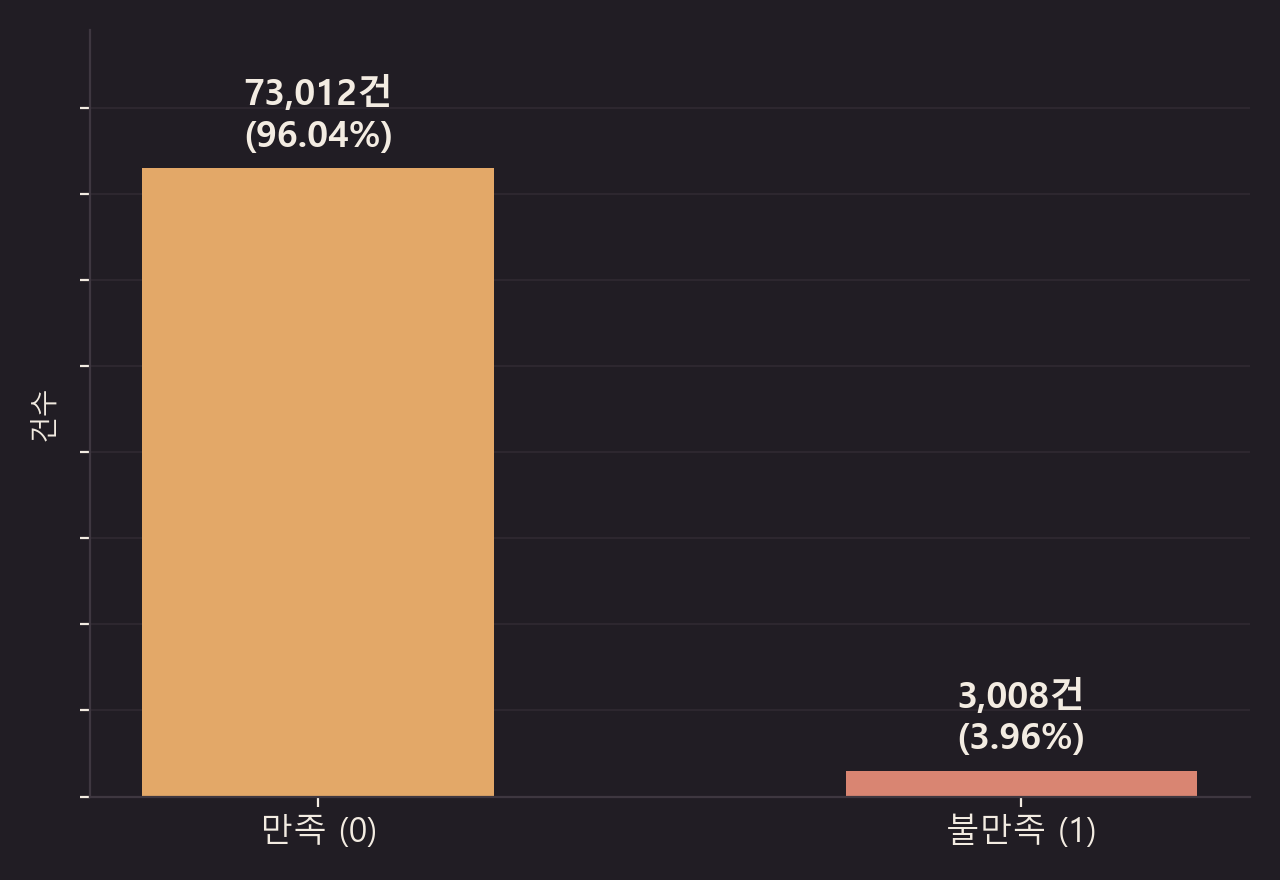 73,012건
(96.04%)
건수
3,008건
(3.96%)
만족 (0)
불만족 (1)